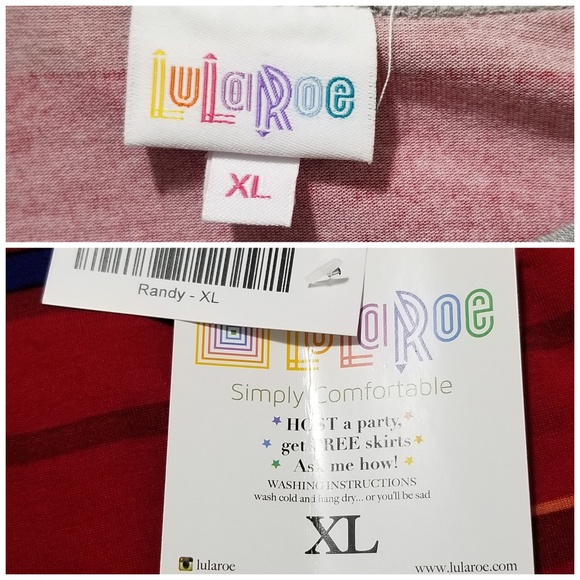 LuLaRoe
XL
Randy - XL
LuLaRoe
Simply Comfortable
HOST a party,
get FREE skirts
Ask me how!
WASHING INSTRUCTIONS
wash cold and hang dry... or you'll be sad
XL
lularoe www.lularoe.com